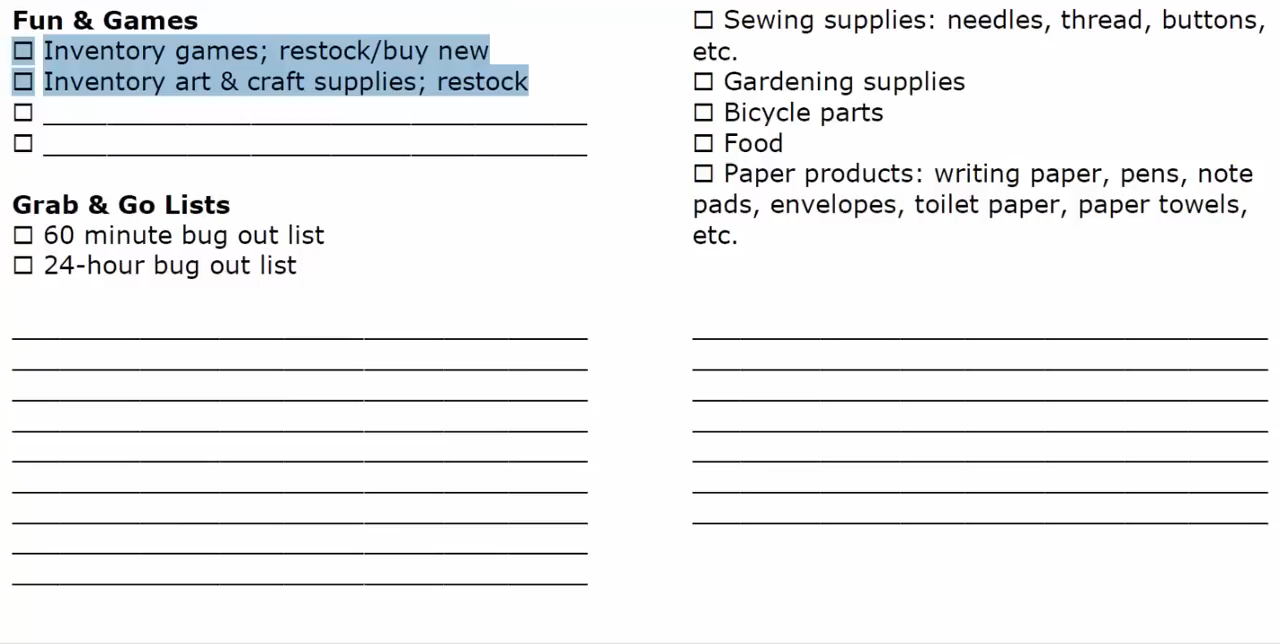 Fun & Games
☐ Inventory games; restock/buy new
☐ Inventory art & craft supplies; restock
☐ ______________________________
☐ ______________________________
Grab & Go Lists
☐ 60 minute bug out list
☐ 24-hour bug out list
☐ Sewing supplies: needles, thread, buttons,
etc.
☐ Gardening supplies
☐ Bicycle parts
☐ Food
☐ Paper products: writing paper, pens, note
pads, envelopes, toilet paper, paper towels,
etc.